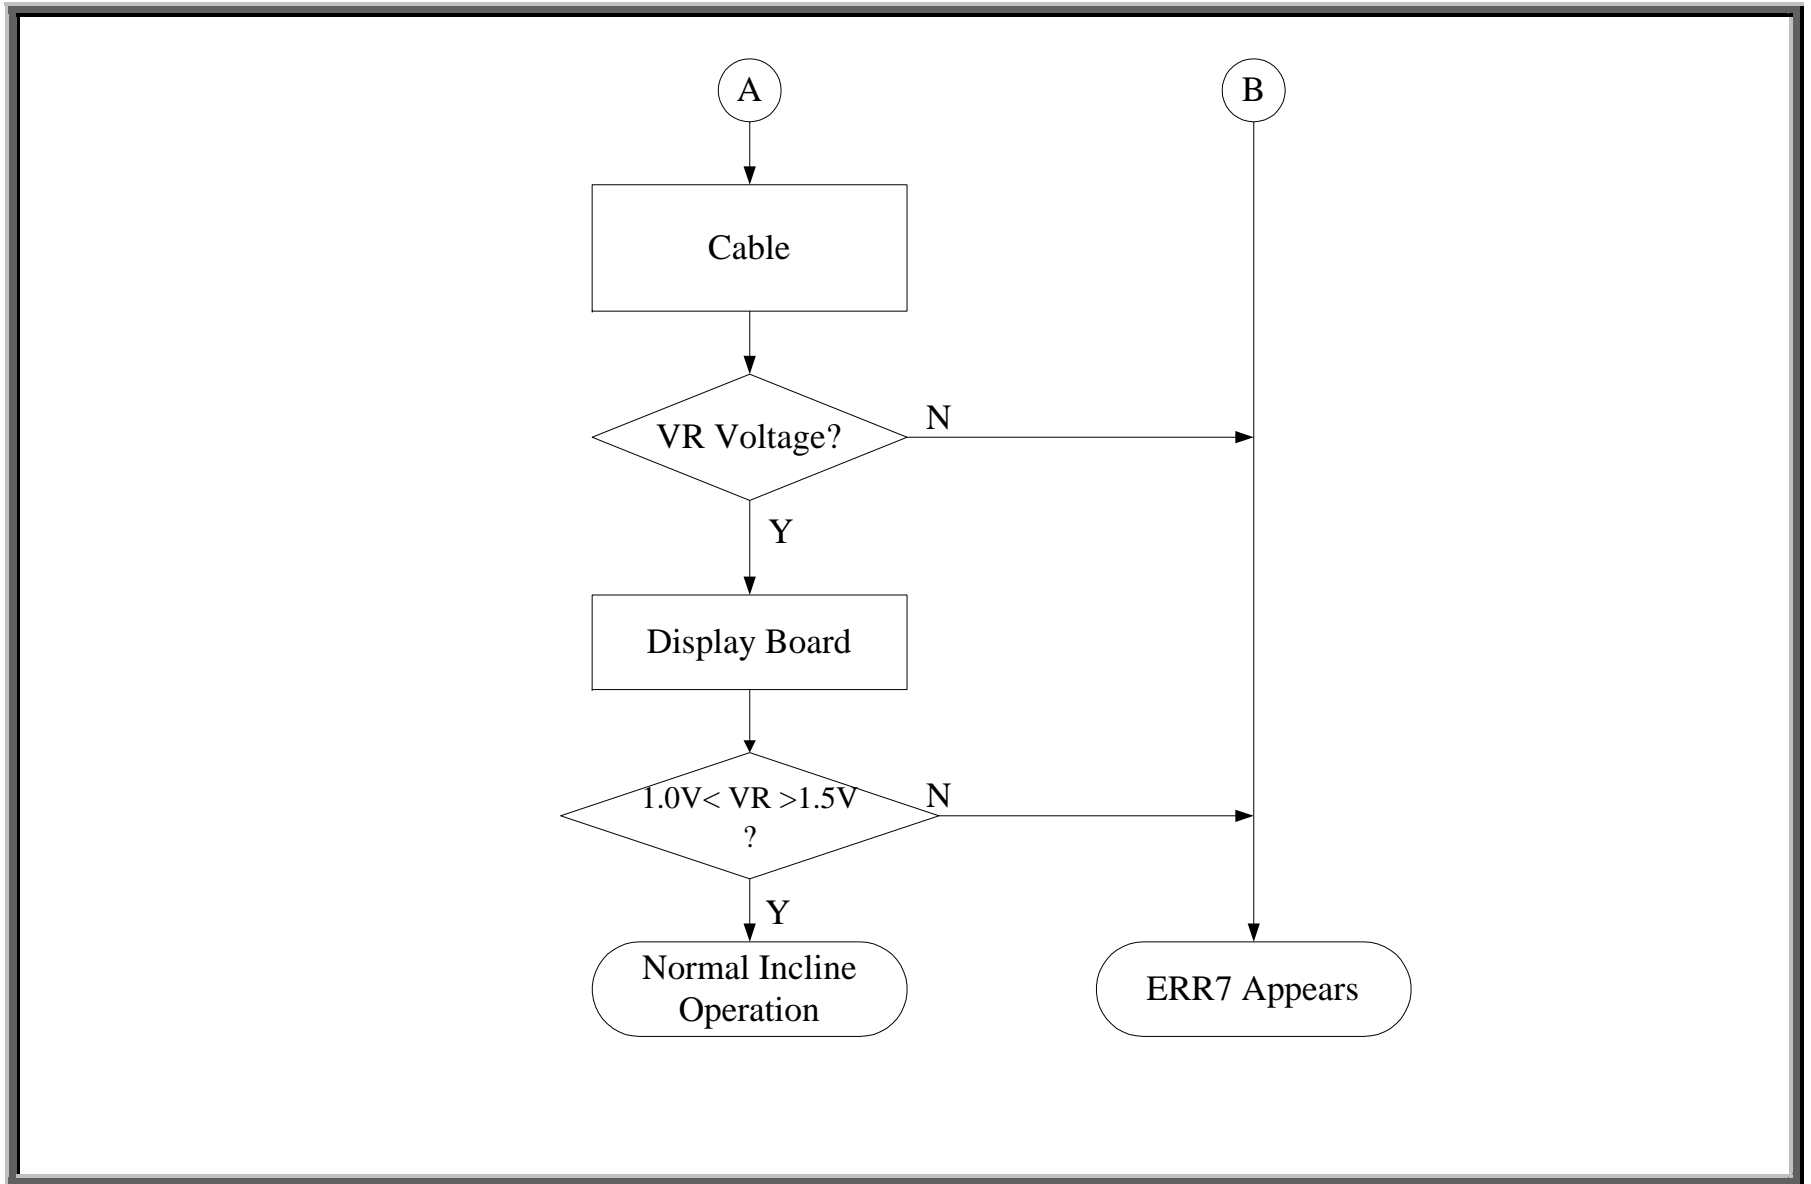 A
B
Cable
VR Voltage?
N
Y
Display Board
1.0V< VR >1.5V
?
N
Y
Normal Incline
Operation
ERR7 Appears